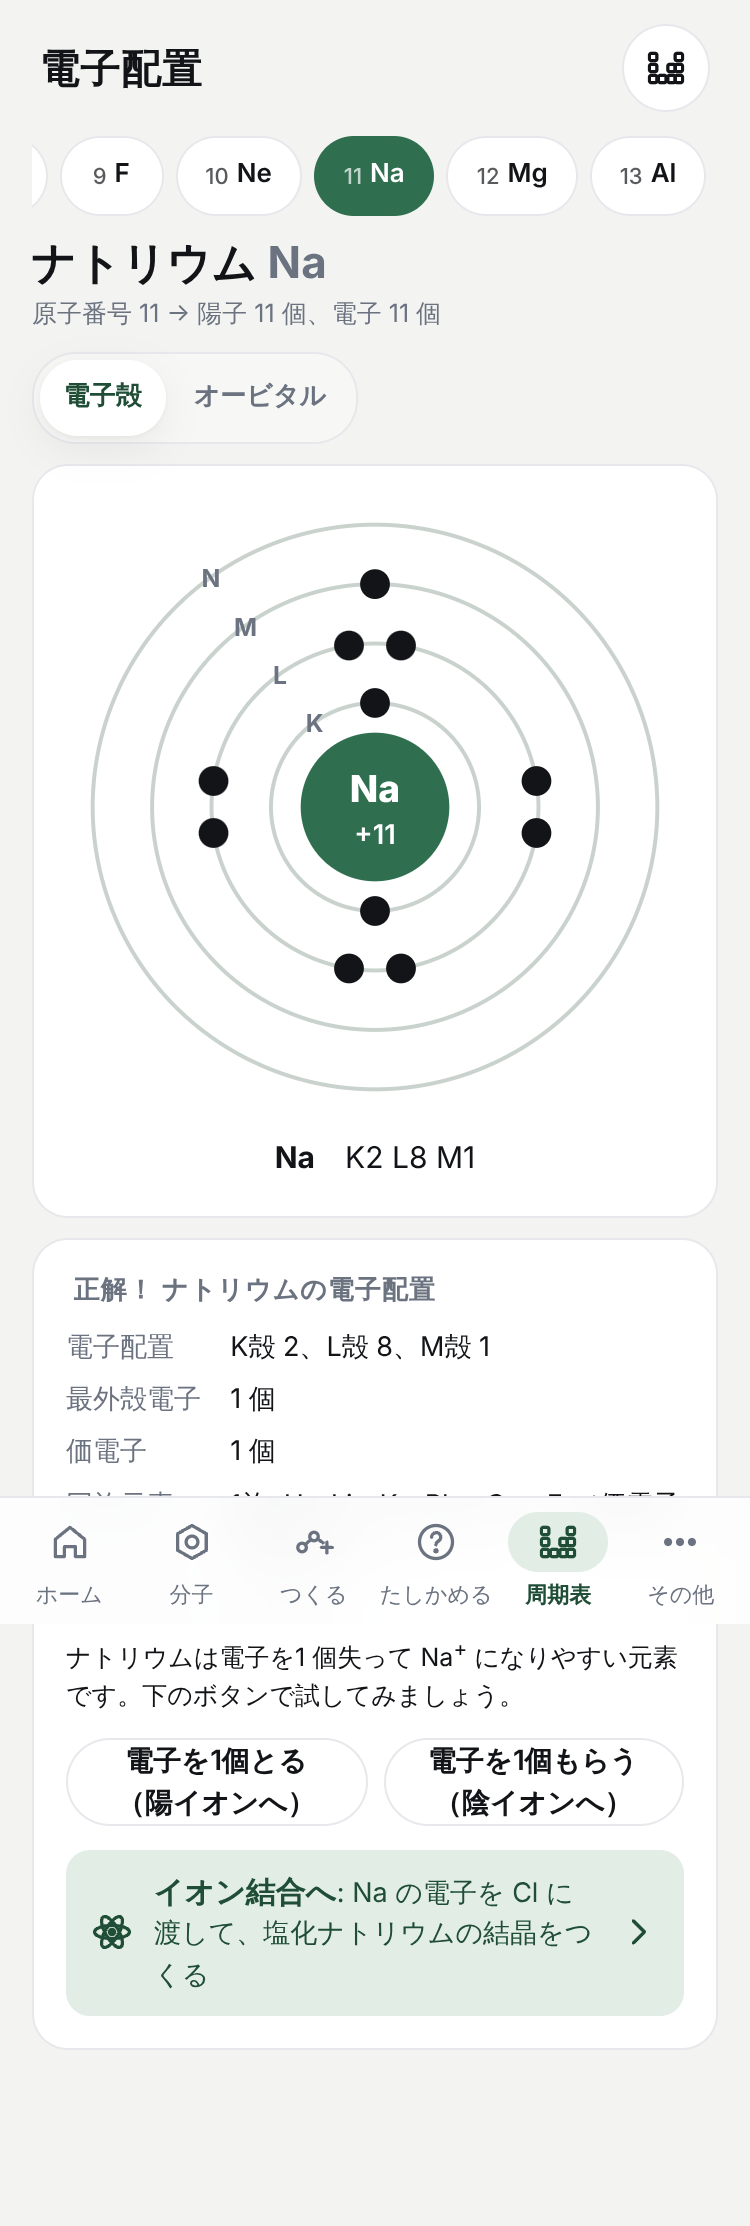 電子配置
9 F
10 Ne
11 Na
12 Mg
13 Al
ナトリウム Na
原子番号 11 → 陽子 11 個、電子 11 個
電子殻
オービタル
N
M
L
K
Na
+11
Na K2 L8 M1
正解！ ナトリウムの電子配置
電子配置 K殻 2、L殻 8、M殻 1
最外殻電子 1 個
価電子 1 個
ホーム
分子
つくる
たしかめる
周期表
その他
ナトリウムは電子を1 個失って Na⁺ になりやすい元素
です。下のボタンで試してみましょう。
電子を1個とる
（陽イオンへ）
電子を1個もらう
（陰イオンへ）
イオン結合へ: Na の電子を Cl に
渡して、塩化ナトリウムの結晶をつ
くる